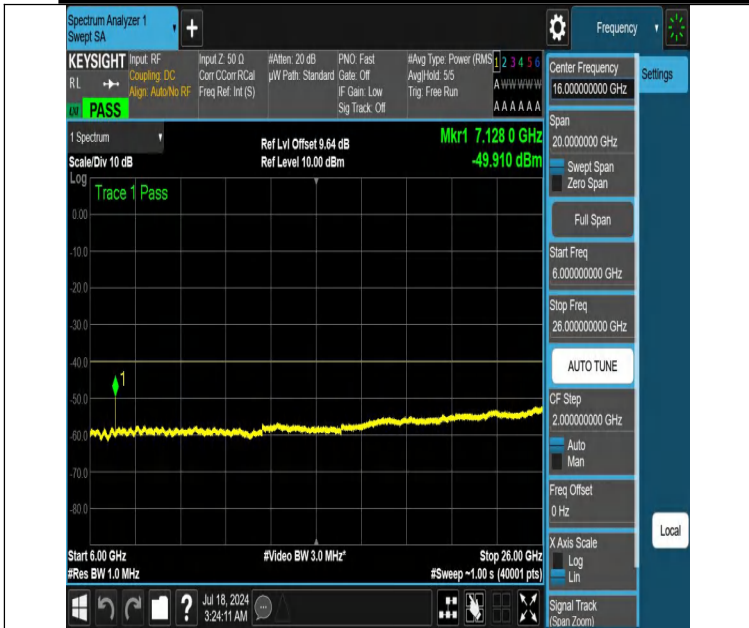 Spectrum Analyzer 1
Swept SA
Frequency
KEYSIGHT
RL
PASS
Input: RF
Coupling: DC
Align: Auto/No RF
Input Z: 50 Ω
Corr CCorr RCal
Freq Ref: Int (S)
#Atten: 20 dB
µW Path: Standard
PNO: Fast
Gate: Off
IF Gain: Low
Sig Track: Off
#Avg Type: Power (RMS
Avg|Hold: 5/5
Trig: Free Run
1 2 3 4 5 6
A W W W W W
A A A A A A
1 Spectrum
Scale/Div 10 dB
Ref Lvl Offset 9.64 dB
Ref Level 10.00 dBm
Mkr1 7.128 0 GHz
-49.910 dBm
Log
Trace 1 Pass
0.00
-10.0
-20.0
-30.0
-40.0
-50.0
-60.0
-70.0
-80.0
1
Start 6.00 GHz
#Res BW 1.0 MHz
#Video BW 3.0 MHz*
Stop 26.00 GHz
#Sweep ~1.00 s (40001 pts)
Jul 18, 2024
3:24:11 AM
Center Frequency
16.000000000 GHz
Settings
Span
20.0000000 GHz
Swept Span
Zero Span
Full Span
Start Freq
6.000000000 GHz
Stop Freq
26.000000000 GHz
AUTO TUNE
CF Step
2.000000000 GHz
Auto
Man
Freq Offset
0 Hz
X Axis Scale
Log
Lin
Local
Signal Track
(Span Zoom)